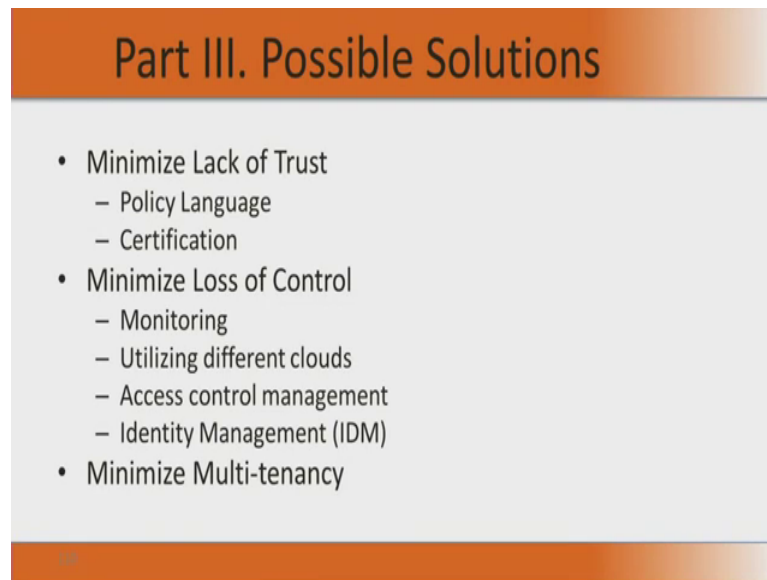 Part III. Possible Solutions
• Minimize Lack of Trust
– Policy Language
– Certification
• Minimize Loss of Control
– Monitoring
– Utilizing different clouds
– Access control management
– Identity Management (IDM)
• Minimize Multi-tenancy